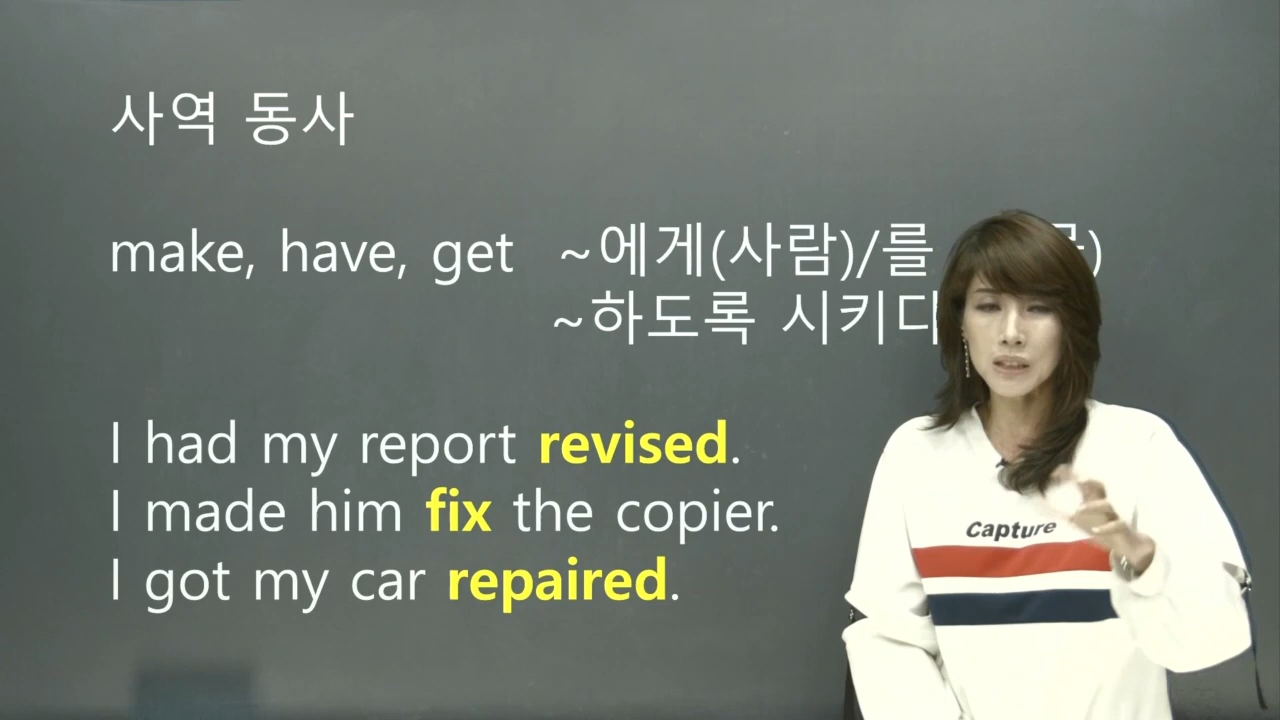 사역 동사
make, have, get ~에게(사람)/를
~하도록 시키다
I had my report revised.
I made him fix the copier.
I got my car repaired.
Capture